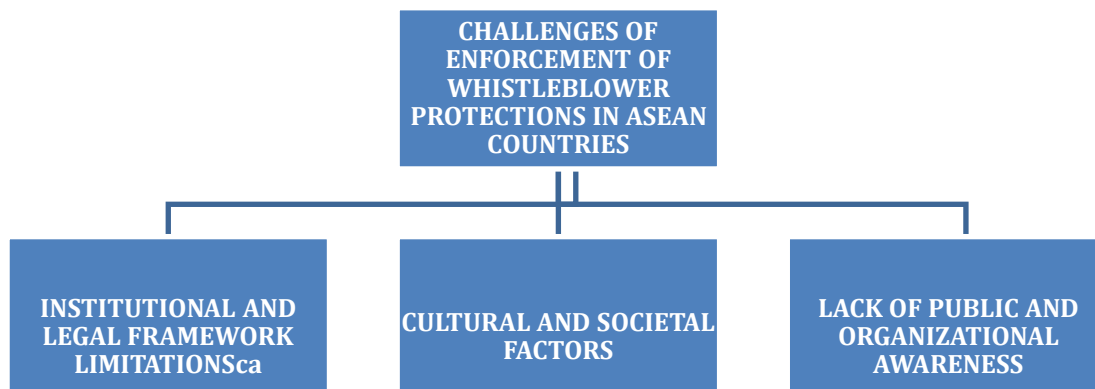 CHALLENGES OF
ENFORCEMENT OF
WHISTLEBLOWER
PROTECTIONS IN ASEAN
COUNTRIES
INSTITUTIONAL AND
LEGAL FRAMEWORK
LIMITATIONSca
CULTURAL AND SOCIETAL
FACTORS
LACK OF PUBLIC AND
ORGANIZATIONAL
AWARENESS